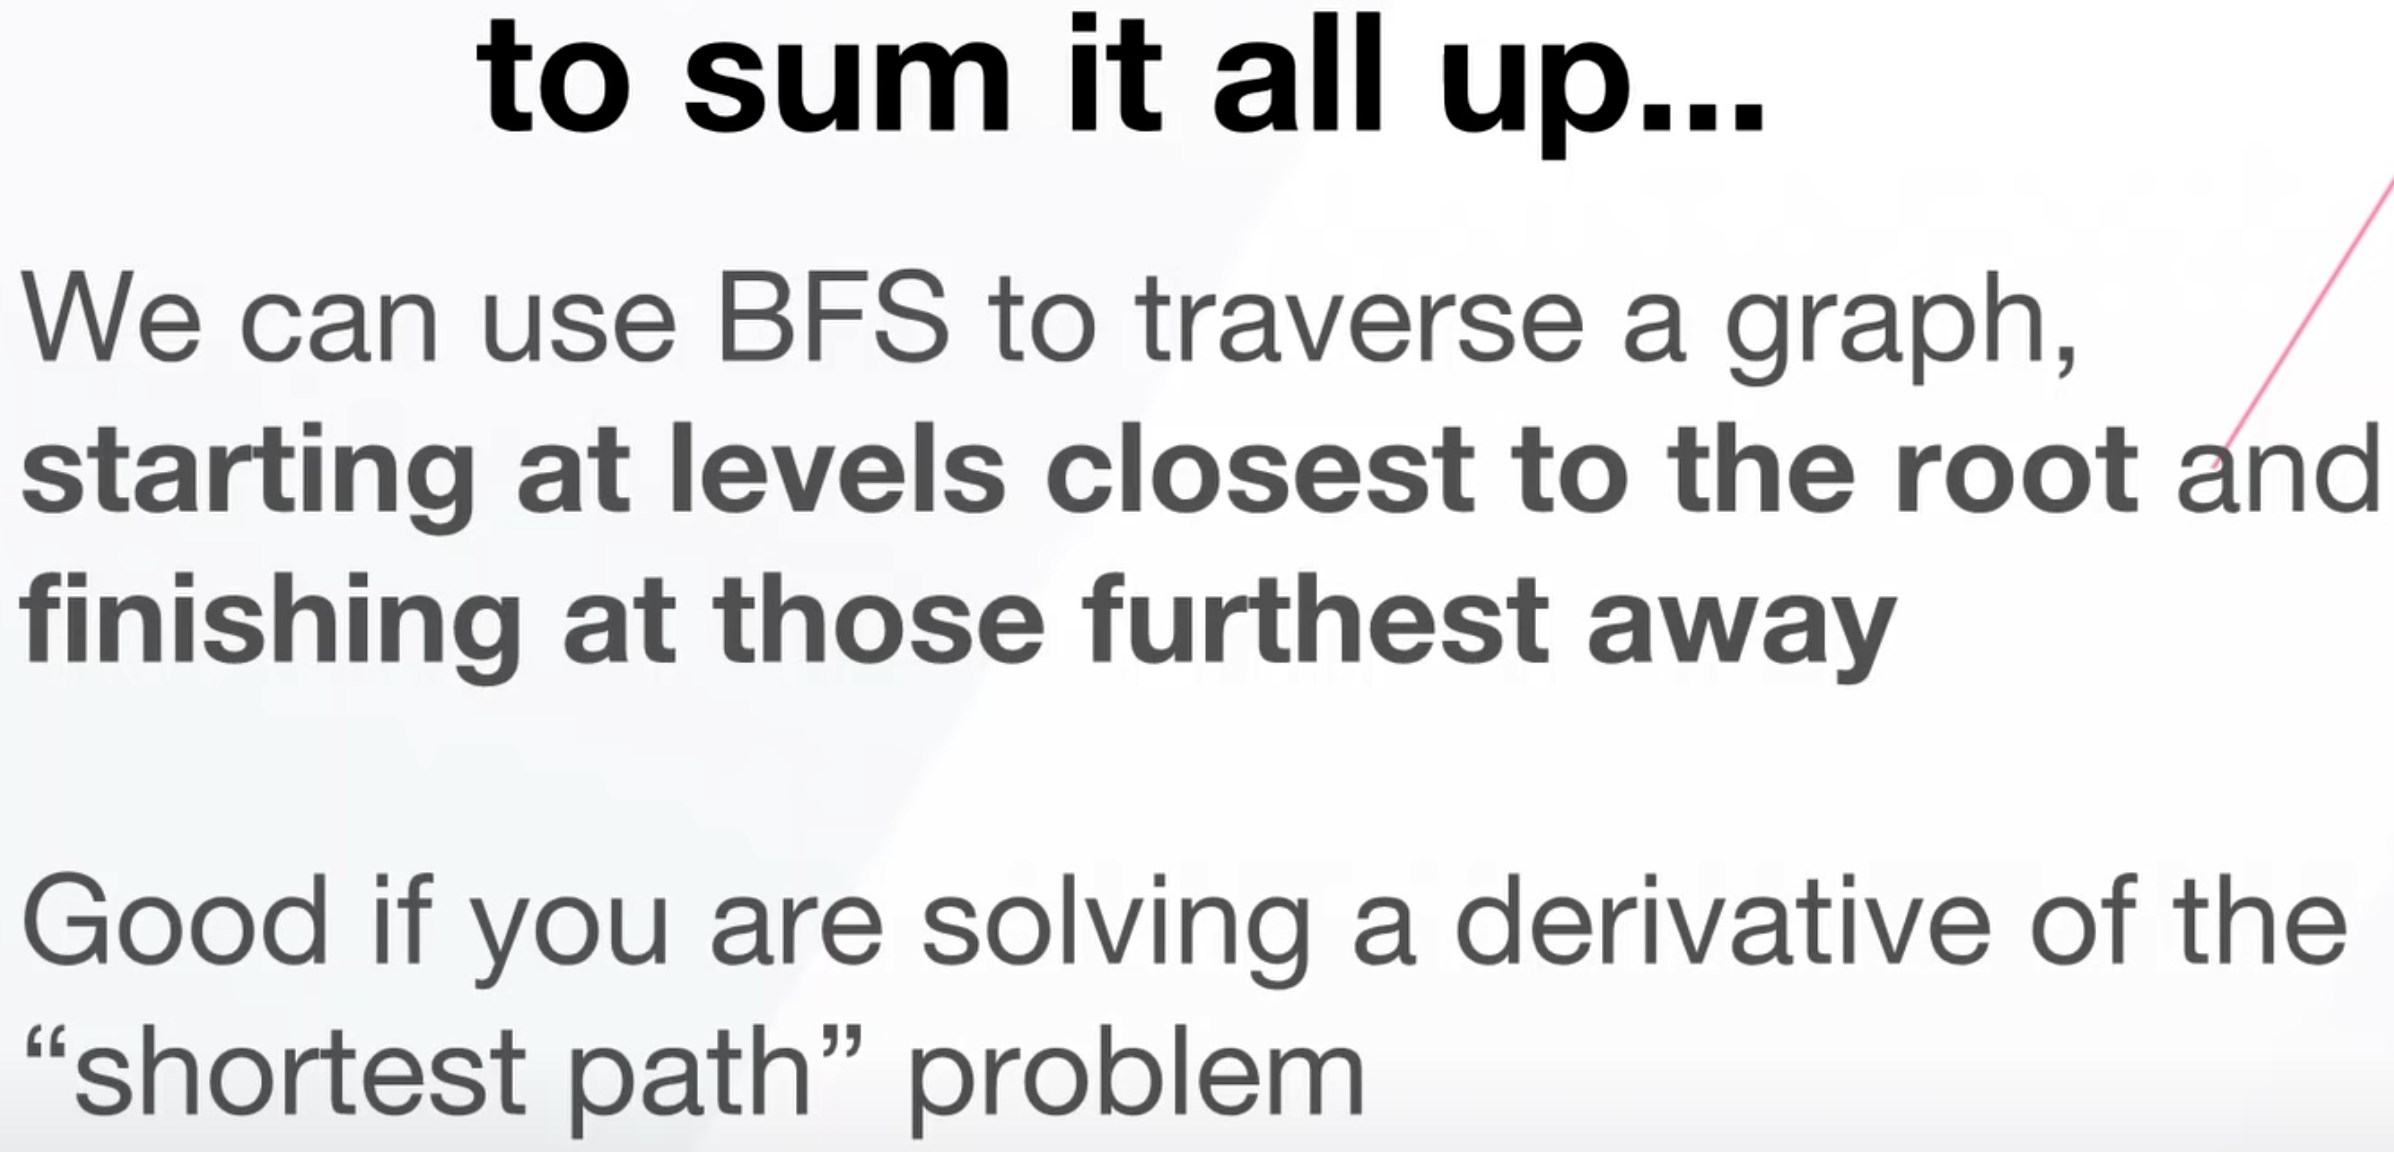 to sum it all up...
We can use BFS to traverse a graph,
starting at levels closest to the root and
finishing at those furthest away
Good if you are solving a derivative of the
“shortest path” problem